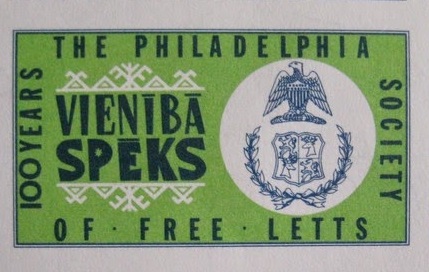 THE PHILADELPHIA
SOCIETY
OF · FREE · LETTS
100 YEARS
VIENĪBĀ
SPĒKS